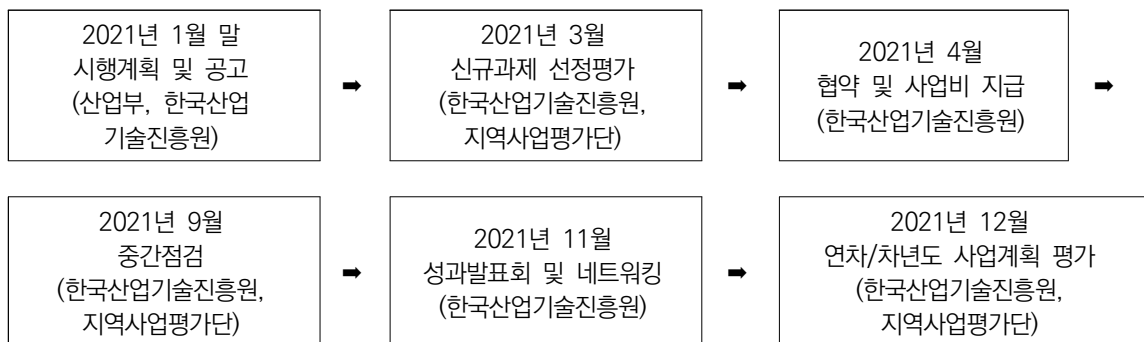 2021년 1월 말
시행계획 및 공고
(산업부, 한국산업
기술진흥원)
➡
2021년 3월
신규과제 선정평가
(한국산업기술진흥원,
지역사업평가단)
➡
2021년 4월
협약 및 사업비 지급
(한국산업기술진흥원)
➡
2021년 9월
중간점검
(한국산업기술진흥원,
지역사업평가단)
➡
2021년 11월
성과발표회 및 네트워킹
(한국산업기술진흥원)
➡
2021년 12월
연차/차년도 사업계획 평가
(한국산업기술진흥원,
지역사업평가단)